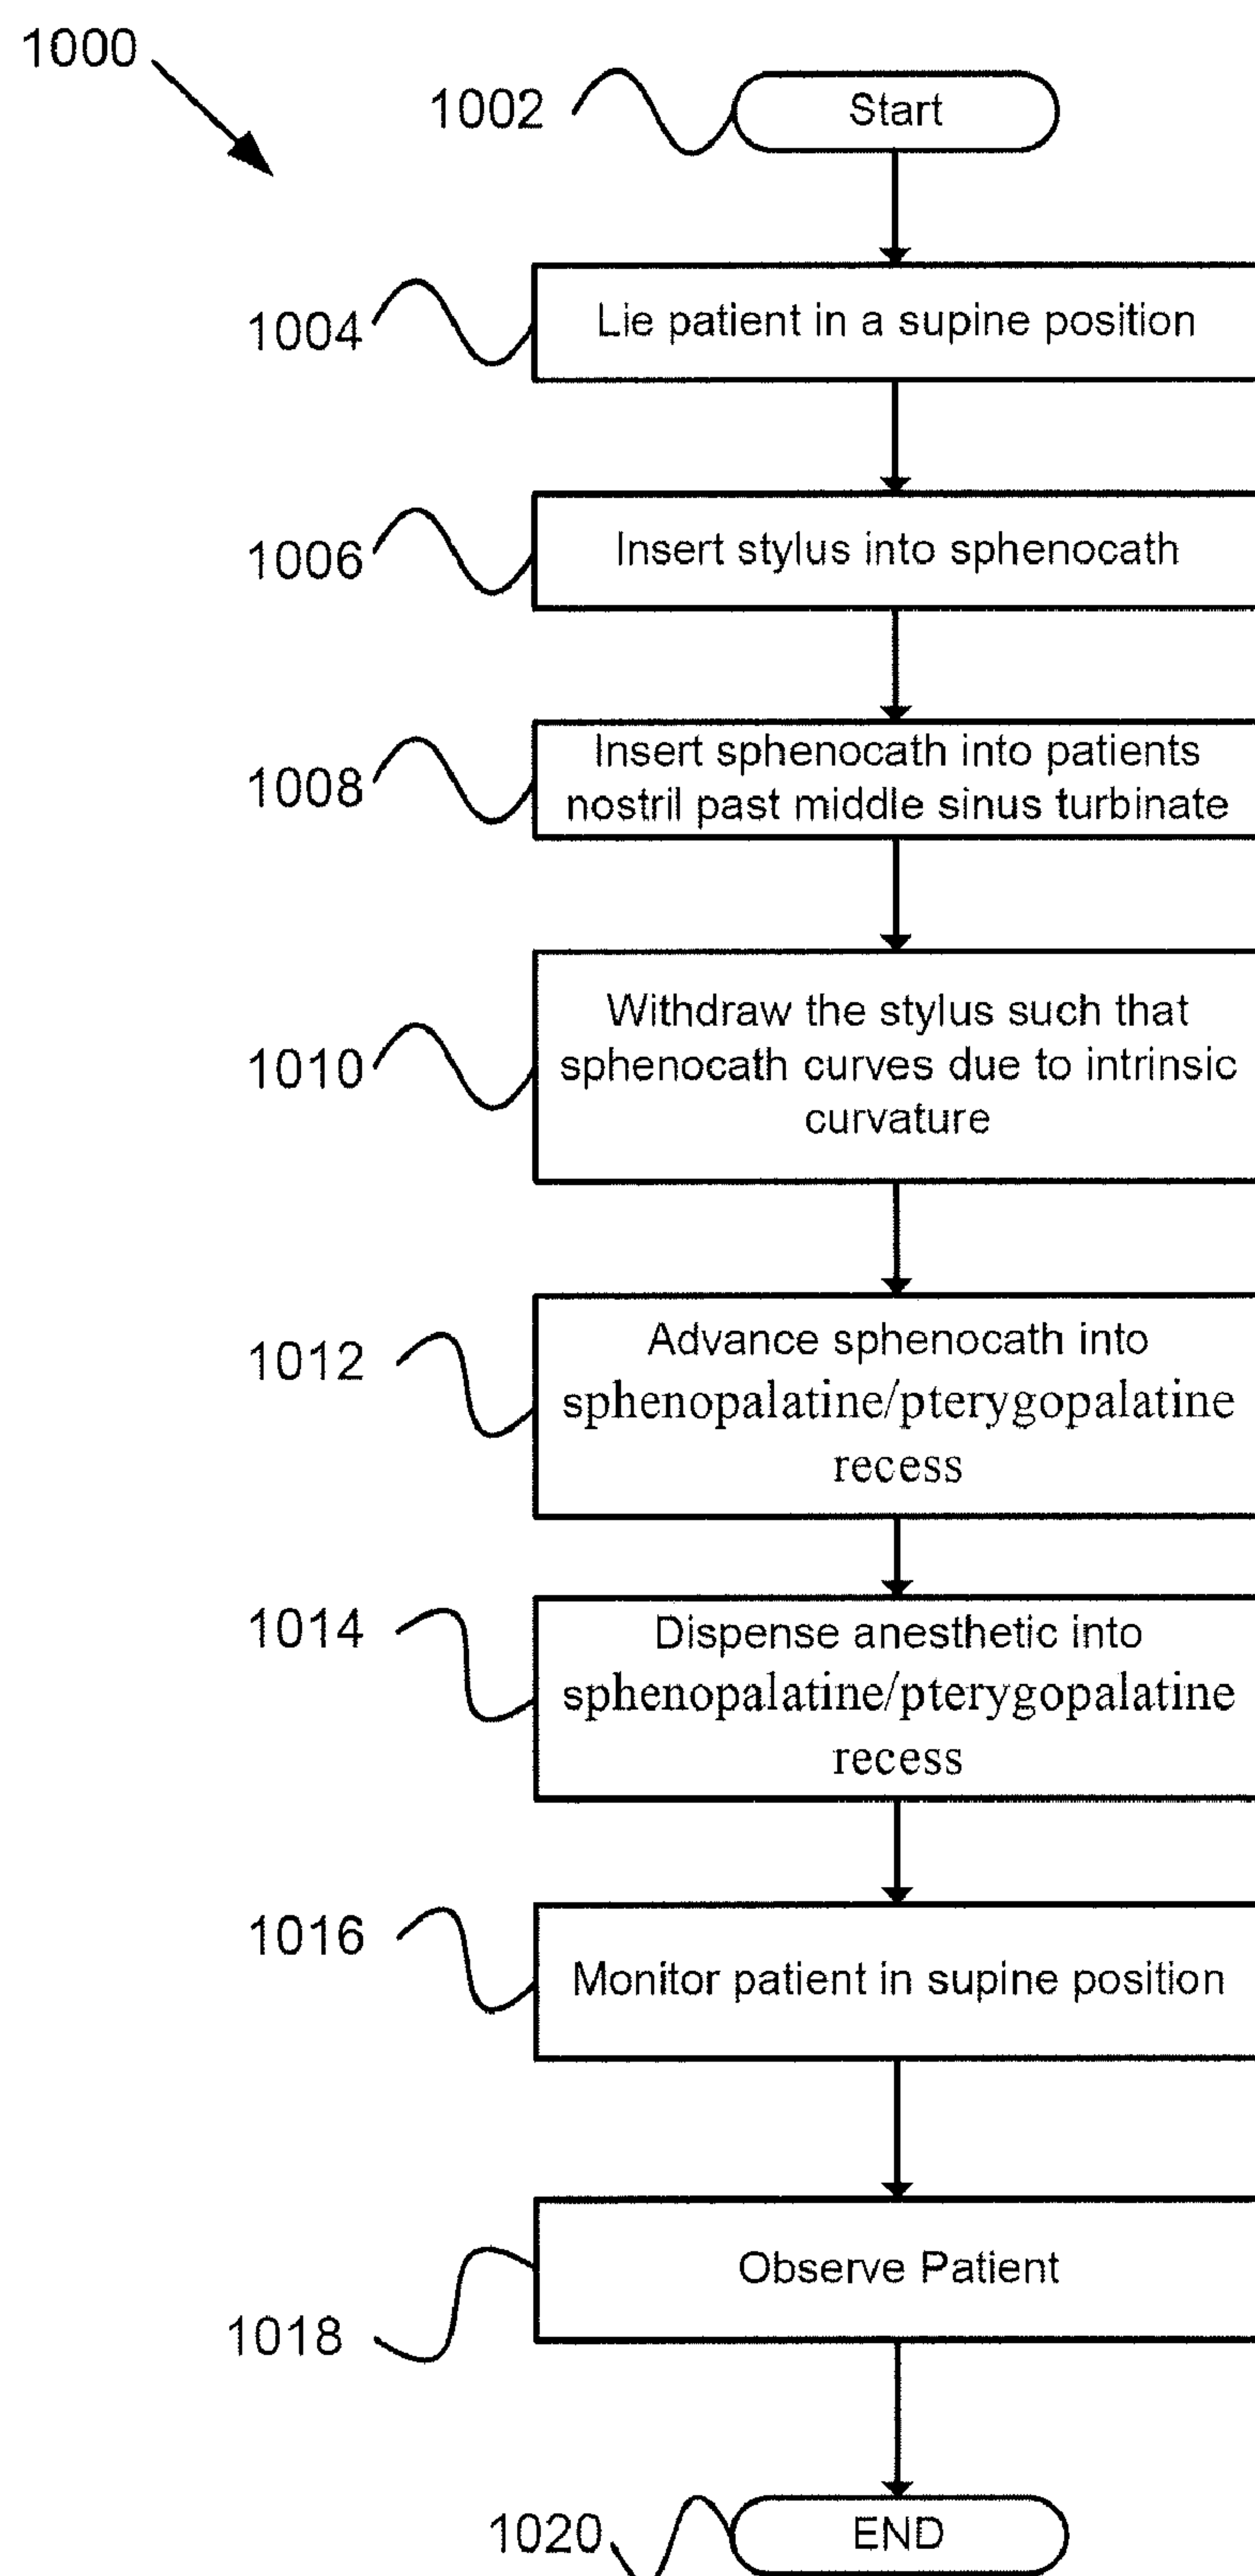 1000
1002
Start
1004
Lie patient in a supine position
1006
Insert stylus into sphenocath
1008
Insert sphenocath into patients
nostril past middle sinus turbinate
1010
Withdraw the stylus such that
sphenocath curves due to intrinsic
curvature
1012
Advance sphenocath into
sphenopalatine/pterygopalatine
recess
1014
Dispense anesthetic into
sphenopalatine/pterygopalatine
recess
1016
Monitor patient in supine position
1018
Observe Patient
1020
END